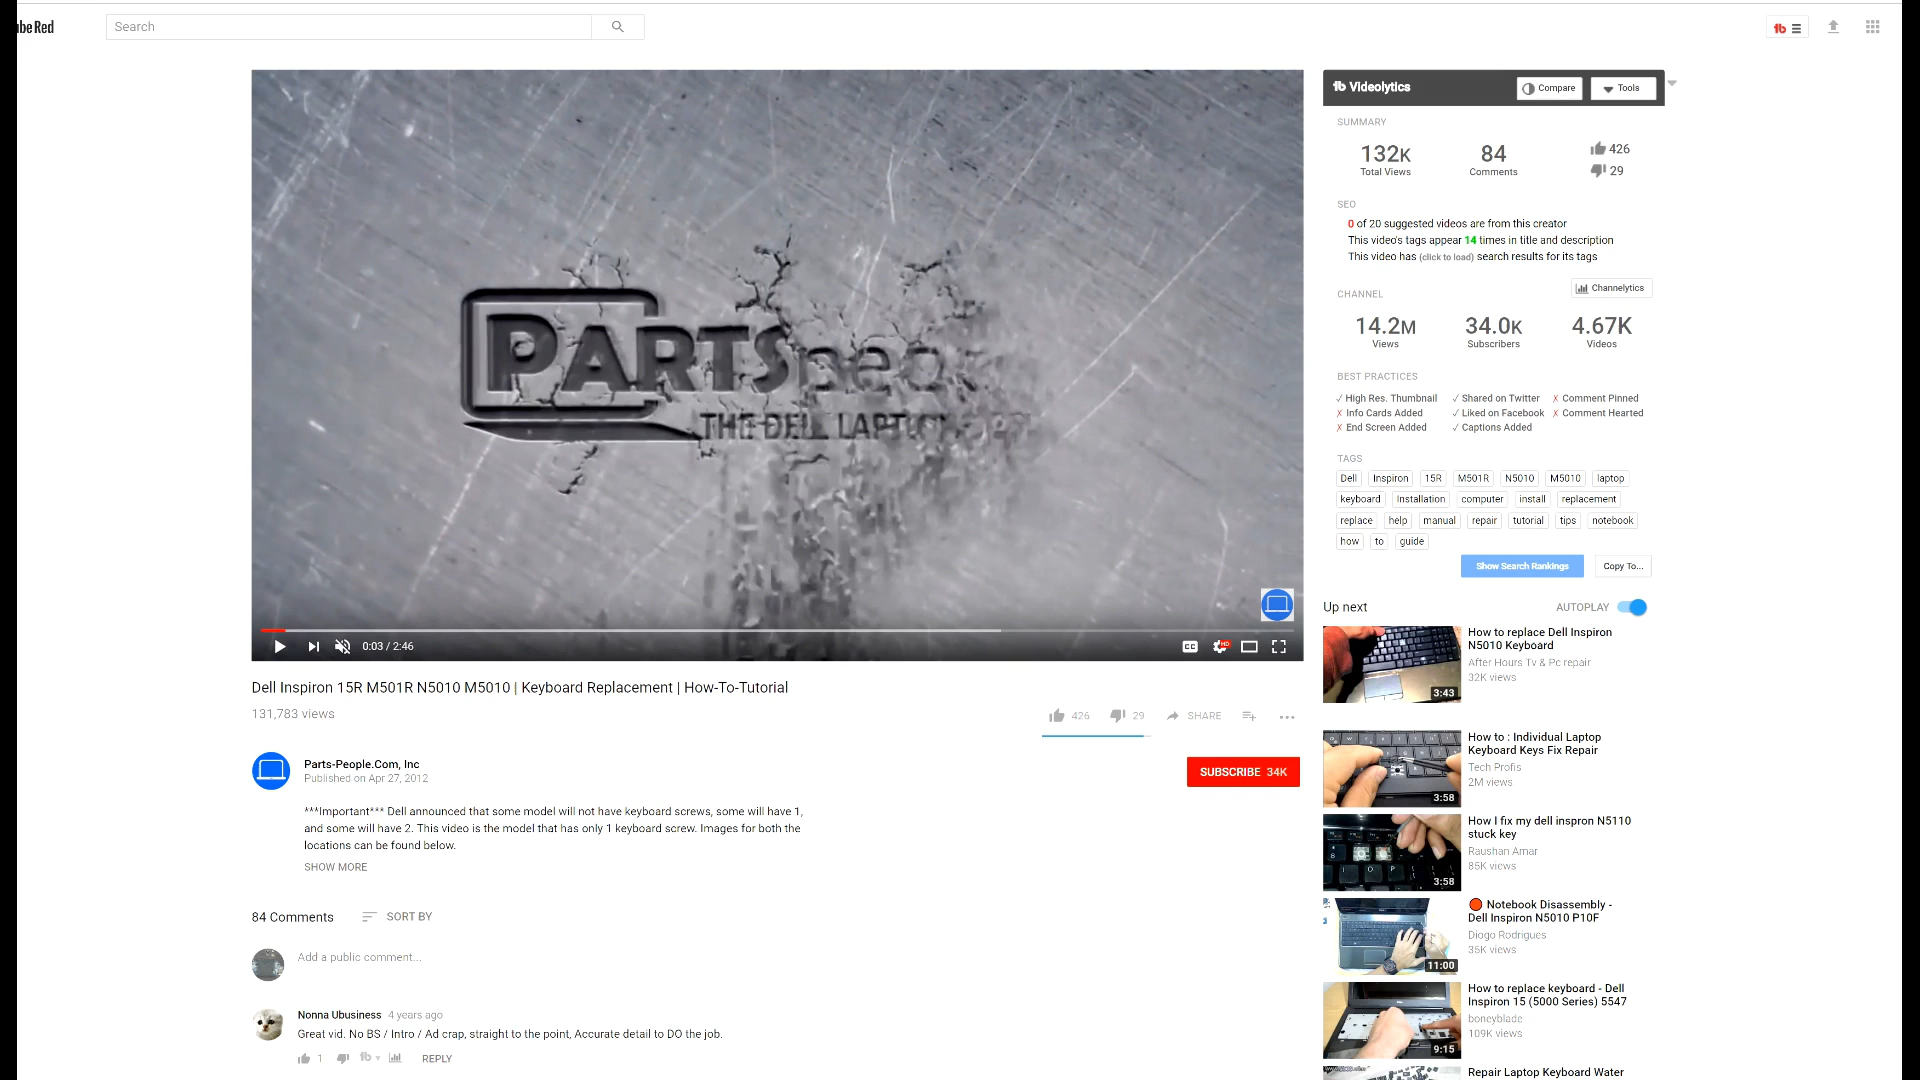 ube Red
Search
PARTS
THE DELL LAPTOP
0:03 / 2:46
CC
HD
Dell Inspiron 15R M501R N5010 M5010 | Keyboard Replacement | How-To-Tutorial
131,783 views
426
29
SHARE
Parts-People.Com, Inc
Published on Apr 27, 2012
SUBSCRIBE 34K
***Important*** Dell announced that some model will not have keyboard screws, some will have 1,
and some will have 2. This video is the model that has only 1 keyboard screw. Images for both the
locations can be found below.
SHOW MORE
84 Comments
SORT BY
Add a public comment...
Nonna Ubusiness 4 years ago
Great vid. No BS / Intro / Ad crap, straight to the point, Accurate detail to DO the job.
1
REPLY
tb Videolytics
Compare
Tools
SUMMARY
132K
Total Views
84
Comments
426
29
SEO
0 of 20 suggested videos are from this creator
This video's tags appear 14 times in title and description
This video has (click to load) search results for its tags
CHANNEL
Channelytics
14.2M
Views
34.0K
Subscribers
4.67K
Videos
BEST PRACTICES
✓ High Res. Thumbnail ✓ Shared on Twitter ✗ Comment Pinned
✗ Info Cards Added ✓ Liked on Facebook ✗ Comment Hearted
✗ End Screen Added ✓ Captions Added
TAGS
Dell Inspiron 15R M501R N5010 M5010 laptop
keyboard Installation computer install replacement
replace help manual repair tutorial tips notebook
how to guide
Show Search Rankings
Copy To...
Up next
AUTOPLAY
How to replace Dell Inspiron
N5010 Keyboard
After Hours Tv & Pc repair
32K views
3:43
How to : Individual Laptop
Keyboard Keys Fix Repair
Tech Profis
2M views
3:58
How I fix my dell inspron N5110
stuck key
Raushan Amar
85K views
3:58
Notebook Disassembly -
Dell Inspiron N5010 P10F
Diogo Rodrigues
35K views
11:00
How to replace keyboard - Dell
Inspiron 15 (5000 Series) 5547
boneyblade
109K views
9:15
Repair Laptop Keyboard Water